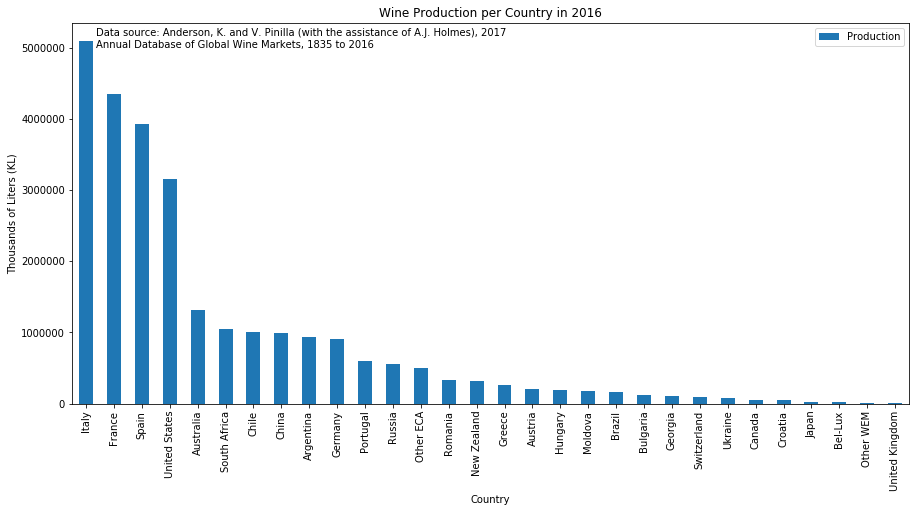 Wine Production per Country in 2016
Data source: Anderson, K. and V. Pinilla (with the assistance of A.J. Holmes), 2017
Annual Database of Global Wine Markets, 1835 to 2016
Production
Thousands of Liters (KL)
5000000
4000000
3000000
2000000
1000000
0
Italy
France
Spain
United States
Australia
South Africa
Chile
China
Argentina
Germany
Portugal
Russia
Other ECA
Romania
New Zealand
Greece
Austria
Hungary
Moldova
Brazil
Bulgaria
Georgia
Switzerland
Ukraine
Canada
Croatia
Japan
Bel-Lux
Other WEM
United Kingdom
Country